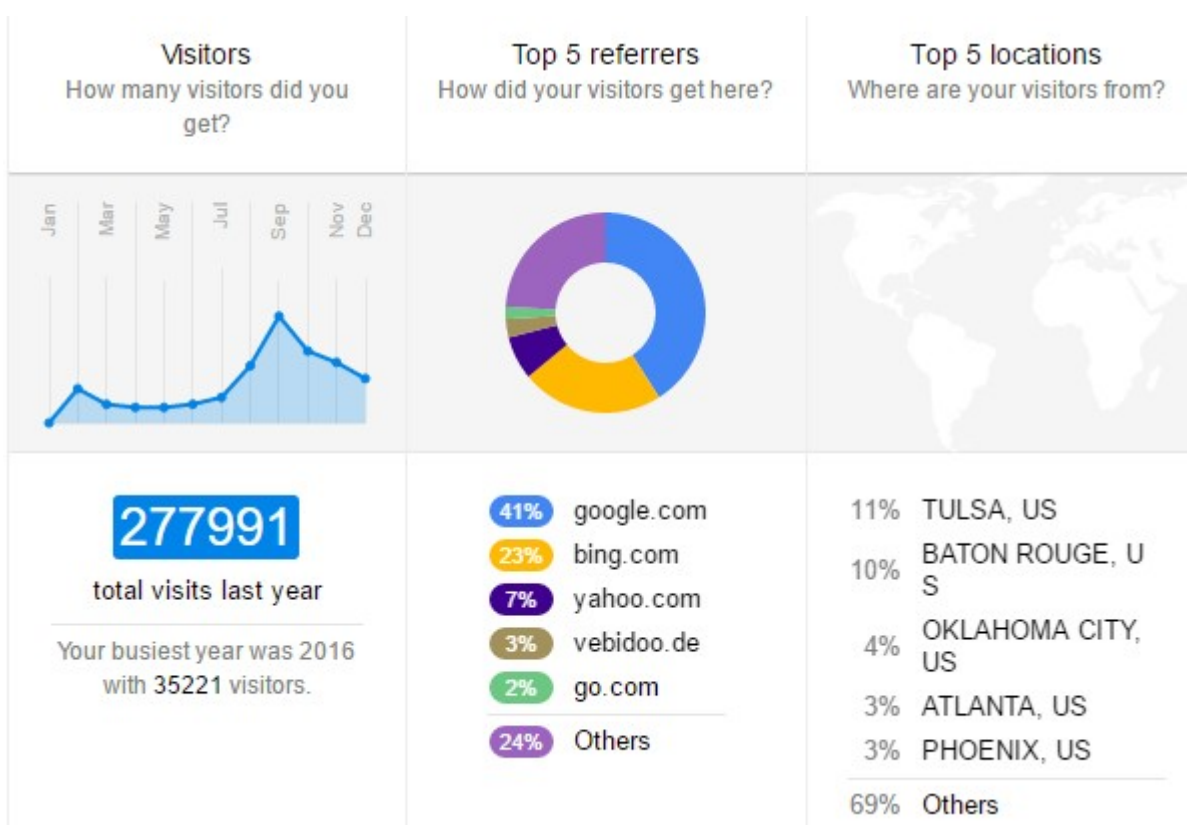 Visitors
How many visitors did you
get?
Top 5 referrers
How did your visitors get here?
Top 5 locations
Where are your visitors from?
Jan
Mar
May
Jul
Sep
Nov
Dec
277991
total visits last year
Your busiest year was 2016
with 35221 visitors.
41% google.com
23% bing.com
7% yahoo.com
3% vebidoo.de
2% go.com
24% Others
11% TULSA, US
10% BATON ROUGE, U
S
4% OKLAHOMA CITY,
US
3% ATLANTA, US
3% PHOENIX, US
69% Others